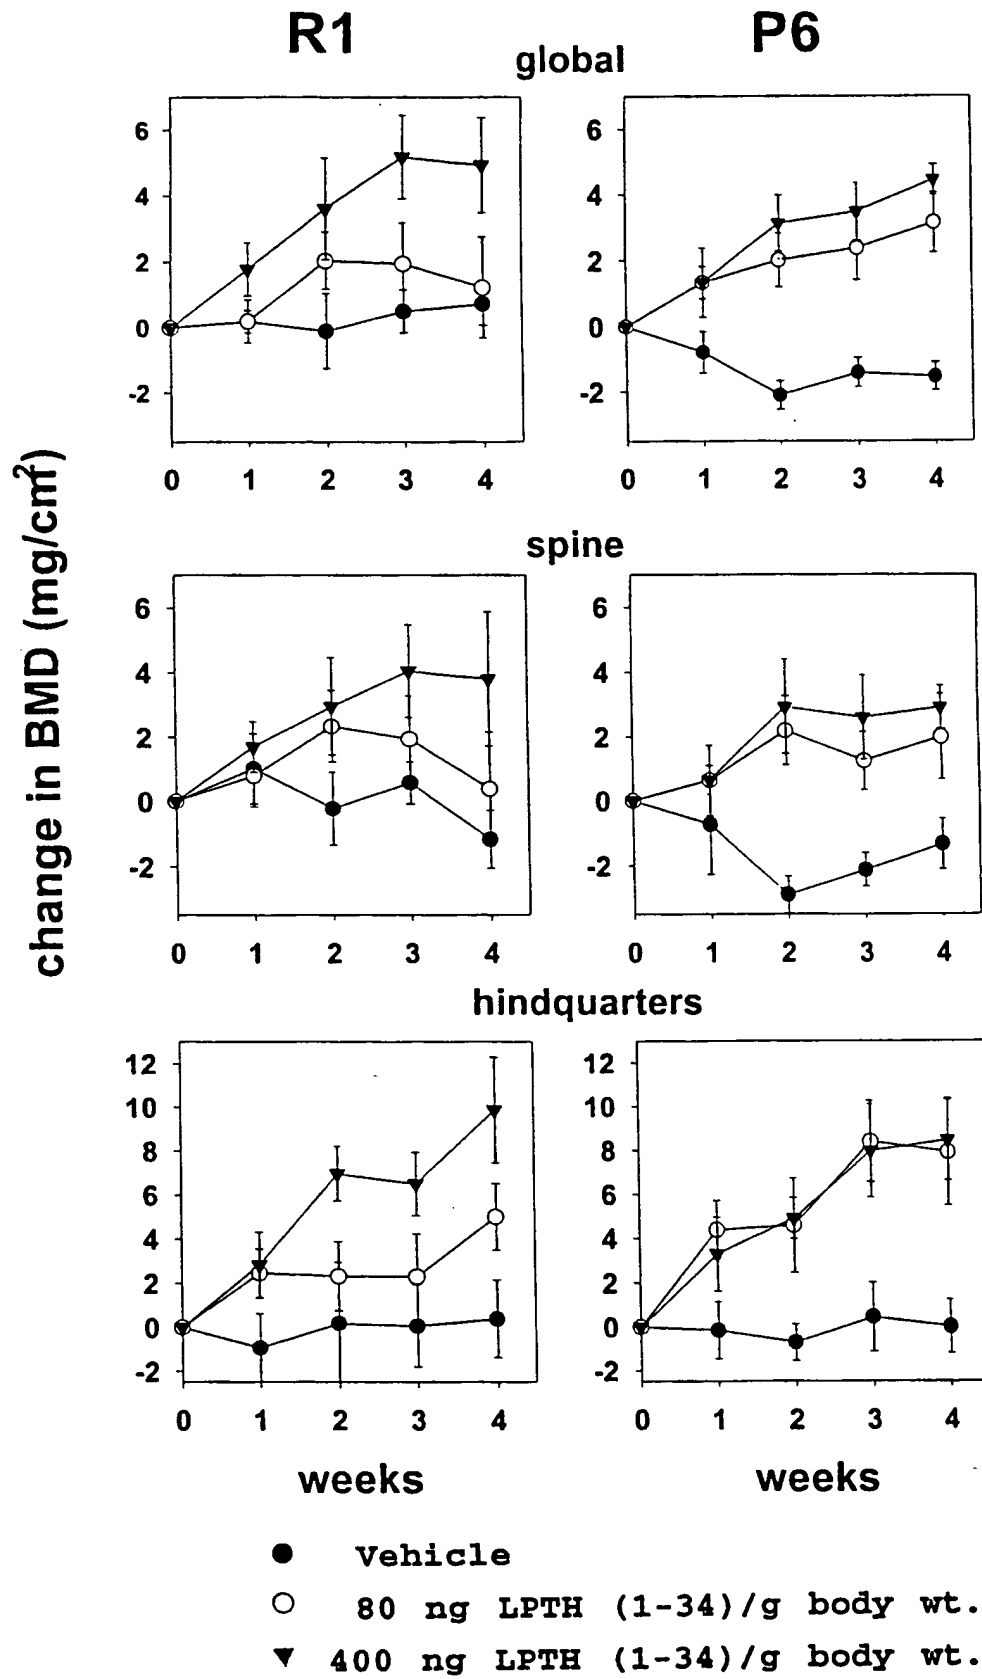 R1 P6
global
6 6
4 4
2 2
0 0
-2 -2
0 1 2 3 4 0 1 2 3 4
change in BMD (mg/cm²)
spine
6 6
4 4
2 2
0 0
-2 -2
0 1 2 3 4 0 1 2 3 4
hindquarters
12 12
10 10
8 8
6 6
4 4
2 2
0 0
-2 -2
0 1 2 3 4 0 1 2 3 4
weeks weeks
Vehicle
80 ng LPTH (1-34)/g body wt.
400 ng LPTH (1-34)/g body wt.